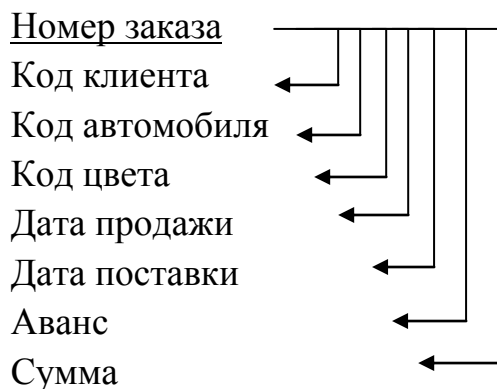 Номер заказа
Код клиента
Код автомобиля
Код цвета
Дата продажи
Дата поставки
Аванс
Сумма